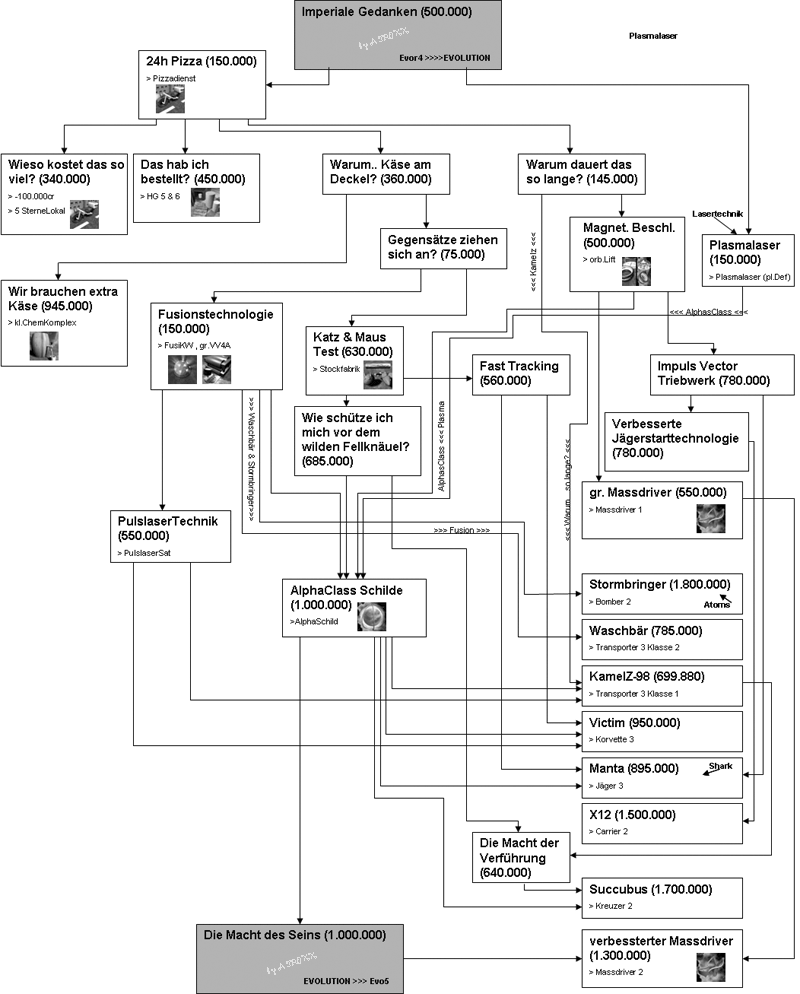 Imperiale Gedanken (500.000)
by ASTROXX
Evor4 >>>>EVOLUTION
Plasmalaser
24h Pizza (150.000)
> Pizzadienst
Wieso kostet das so
viel? (340.000)
> -100.000cr
> 5 SterneLokal
Das hab ich
bestellt? (450.000)
> HG 5 & 6
Warum.. Käse am
Deckel? (360.000)
Warum dauert das
so lange? (145.000)
Gegensätze ziehen
sich an? (75.000)
<<< Kamelz <<<
Magnet. Beschl.
(500.000)
> orb.Lift
Lasertechnik
Plasmalaser
(150.000)
> Plasmalaser (pl.Def)
Wir brauchen extra
Käse (945.000)
> kl.ChemKomplex
Fusionstechnologie
(150.000)
> FusiKW , gr.VV4A
Katz & Maus
Test (630.000)
> Stockfabrik
<<< AlphasClass <<<
Fast Tracking
(560.000)
Impuls Vector
Triebwerk (780.000)
>>> Waschbär & Stormbringer>>>
Wie schütze ich
mich vor dem
wilden Fellknäuel?
(685.000)
AlphasClass <<< Plasma
Verbesserte
Jägerstarttechnologie
(780.000)
<<< Warum... so lange? <<<
gr. Massdriver (550.000)
> Massdriver 1
PulslaserTechnik
(550.000)
> PulslaserSat
>>> Fusion >>>
AlphaClass Schilde
(1.000.000)
>AlphaSchild
Stormbringer (1.800.000)
> Bomber 2
Atoms
Waschbär (785.000)
> Transporter 3 Klasse 2
KamelZ-98 (699.880)
> Transporter 3 Klasse 1
Victim (950.000)
> Korvette 3
Manta (895.000)
Shark
> Jäger 3
X12 (1.500.000)
> Carrier 2
Die Macht der
Verführung
(640.000)
Succubus (1.700.000)
> Kreuzer 2
Die Macht des Seins (1.000.000)
by ASTROXX
EVOLUTION >>> Evo5
verbessterter Massdriver
(1.300.000)
> Massdriver 2